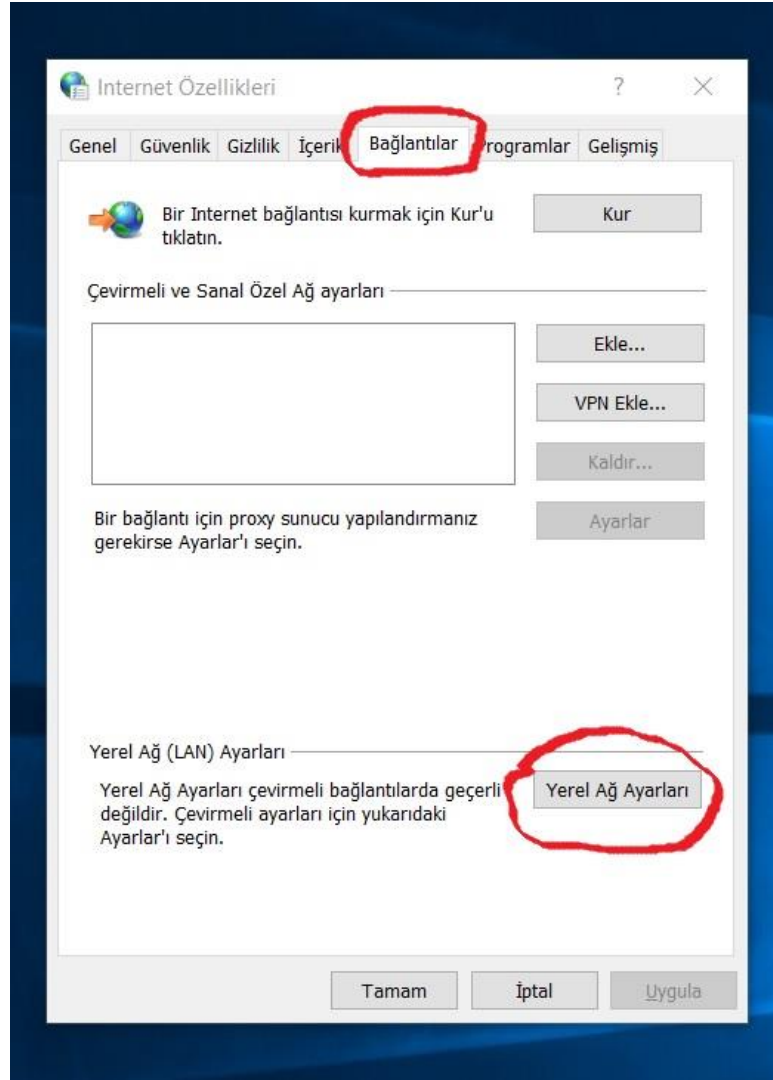 Internet Özellikleri
Genel Güvenlik Gizlilik İçerik Bağlantılar Programlar Gelişmiş
Bir Internet bağlantısı kurmak için Kur'u
tıklatın.
Kur
Çevirmeli ve Sanal Özel Ağ ayarları
Ekle...
VPN Ekle...
Kaldır...
Bir bağlantı için proxy sunucu yapılandırmanız
gerekirse Ayarlar'ı seçin.
Ayarlar
Yerel Ağ (LAN) Ayarları
Yerel Ağ Ayarları çevirmeli bağlantılarda geçerli
değildir. Çevirmeli ayarları için yukarıdaki
Ayarlar'ı seçin.
Yerel Ağ Ayarları
Tamam İptal Uygula